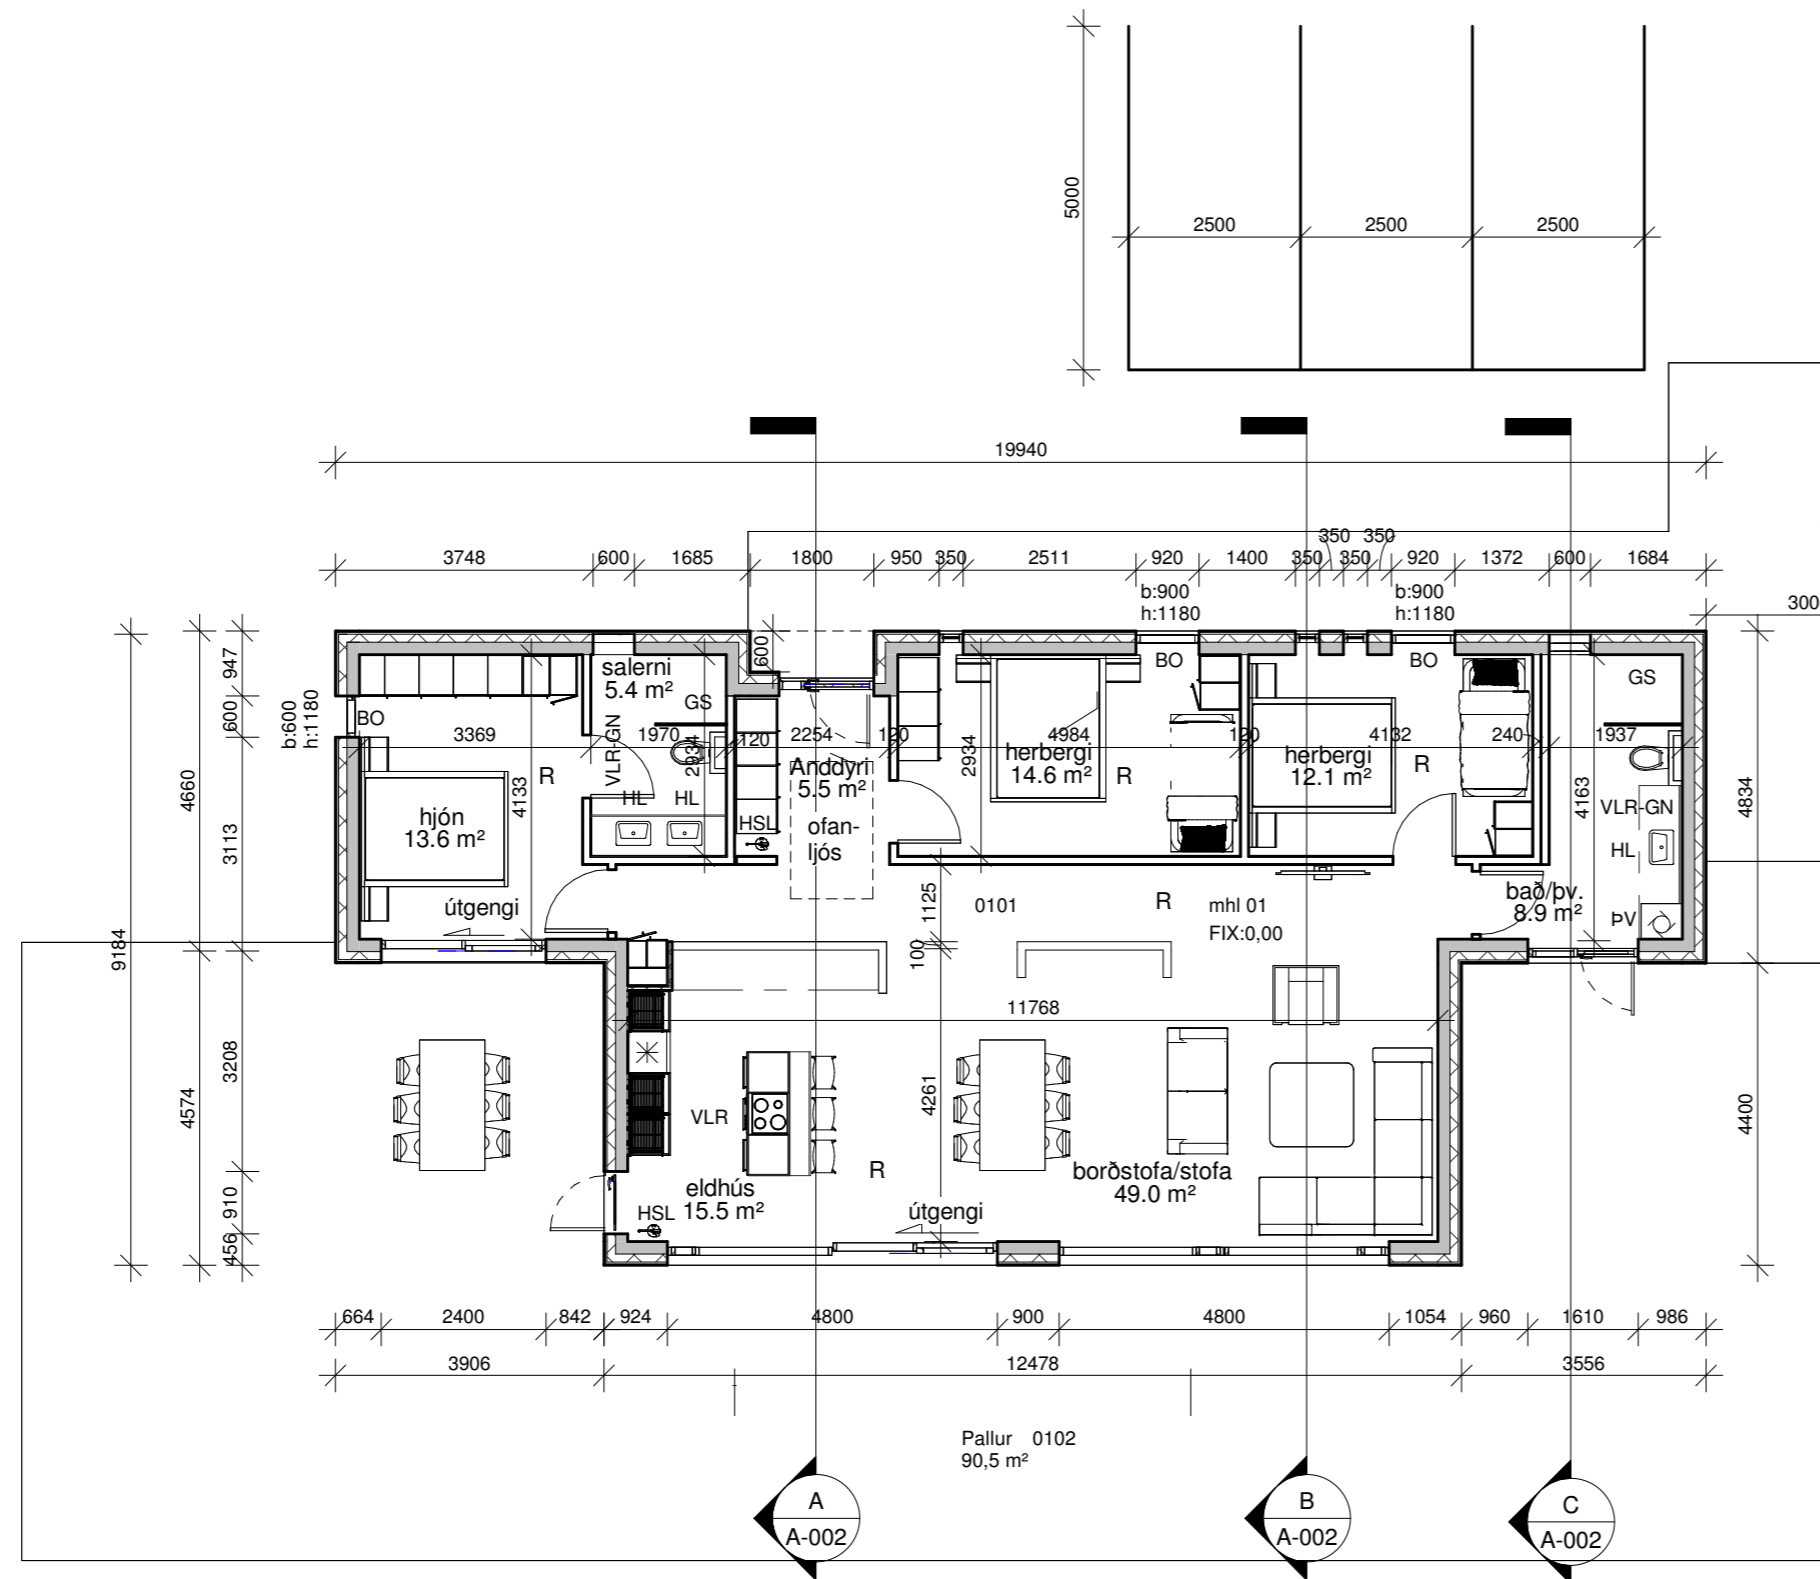 5000
2500 2500 2500
19940
350 350
3748 600 1685 1800 950 350 2511 920 1400 350 350 920 1372 600 1684
b:900
h:1180
b:900
h:1180
300
600
947
600
3113
4660
9184
3208
4574
910
456
b:600
h:1180
BO
salerni
5.4 m²
GS
VLR-GN
HL HL
3369 1970 120 2254 120 4984 120 4132 240 1937
2934
2934
4133
4163
4834
4400
R
hjón
13.6 m²
útgengi
Anddyri
5.5 m²
HSL
ofan-
ljós
BO
herbergi
14.6 m²
R
BO
herbergi
12.1 m²
R
GS
VLR-GN
HL
bað/þv.
8.9 m²
ÞV
1125
100
0101
R
mhl 01
FIX:0,00
11768
4261
VLR
R
eldhús
15.5 m²
HSL
útgengi
borðstofa/stofa
49.0 m²
664 2400 842 924 4800 900 4800 1054 960 1610 986
3906 12478 3556
Pallur 0102
90,5 m²
A
A-002
B
A-002
C
A-002